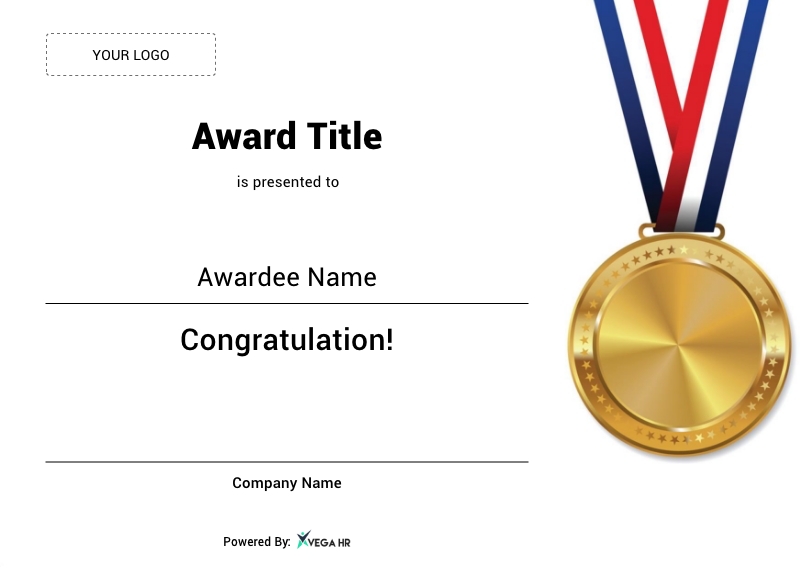 YOUR LOGO
Award Title
is presented to
Awardee Name
Congratulation!
Company Name
Powered By: VEGA HR